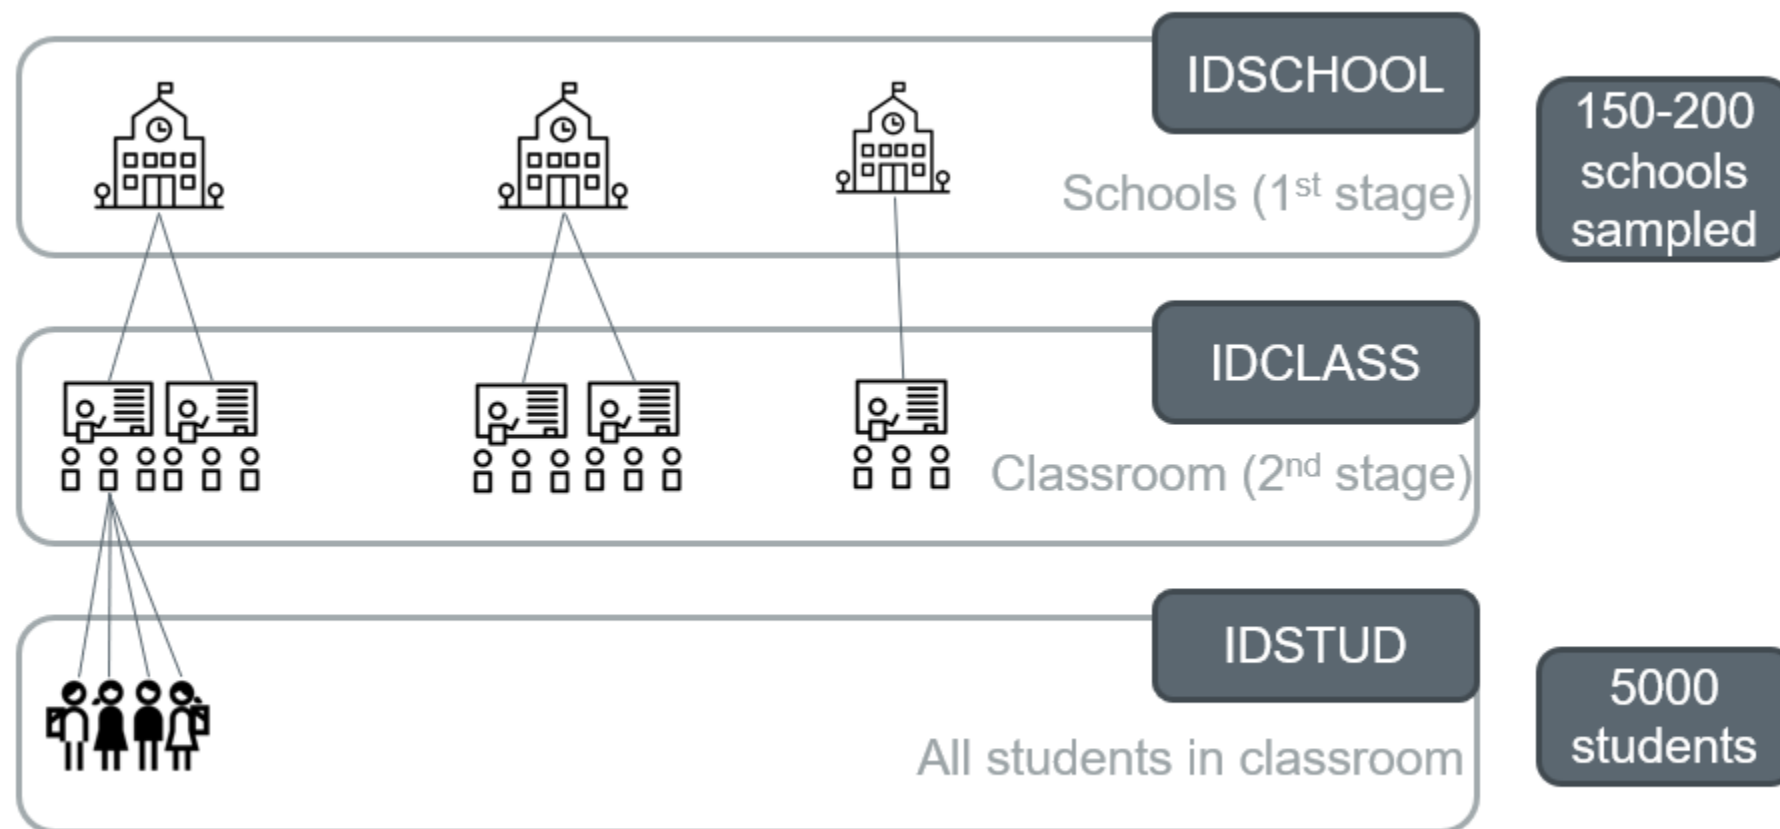 IDSCHOOL
Schools (1st stage)
150-200
schools
sampled
IDCLASS
Classroom (2nd stage)
IDSTUD
All students in classroom
5000
students